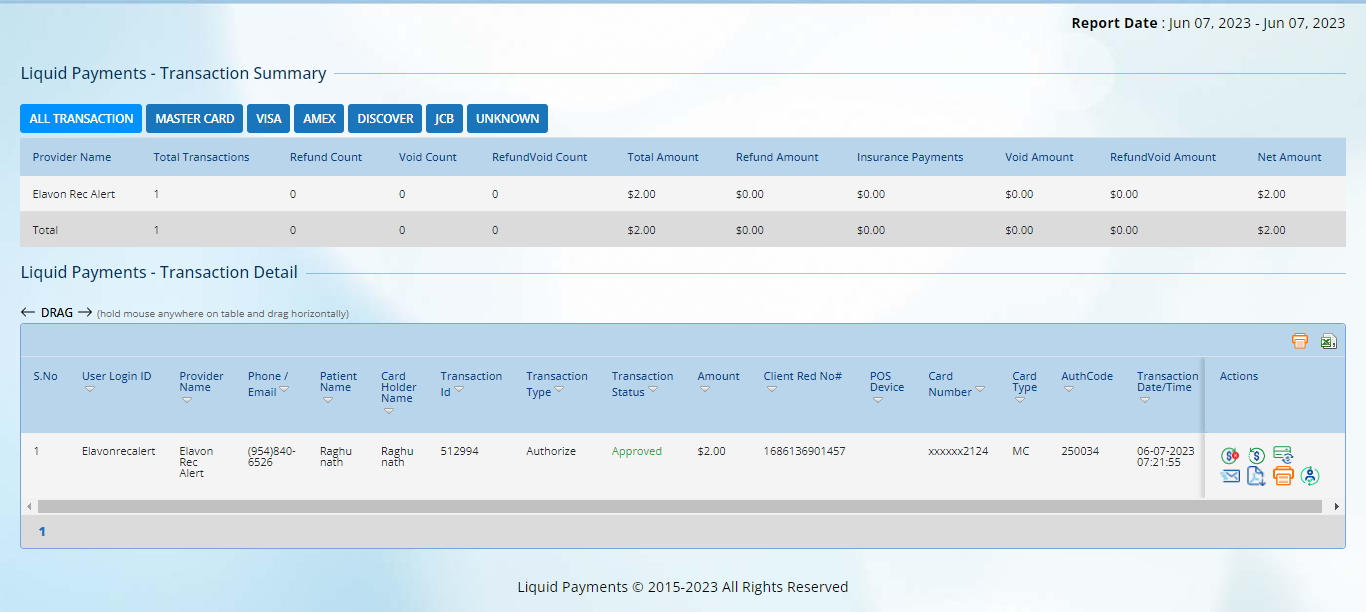 Report Date : Jun 07, 2023 - Jun 07, 2023
Liquid Payments - Transaction Summary
ALL TRANSACTION MASTER CARD VISA AMEX DISCOVER JCB UNKNOWN
Provider Name Total Transactions Refund Count Void Count RefundVoid Count Total Amount Refund Amount Insurance Payments Void Amount RefundVoid Amount Net Amount
Elavon Rec Alert 1 0 0 0 $2.00 $0.00 $0.00 $0.00 $0.00 $2.00
Total 1 0 0 0 $2.00 $0.00 $0.00 $0.00 $0.00 $2.00
Liquid Payments - Transaction Detail
← DRAG → (hold mouse anywhere on table and drag horizontally)
S.No User Login ID Provider Phone / Patient Card Transaction Transaction Transaction Amount Client Red No# POS Card Card AuthCode Transaction Actions
Name Email Name Holder Id Type Status Device Number Type Date/Time
Name
1 Elavonrecalert Elavon (954)840- Raghu Raghu 512994 Authorize Approved $2.00 1686136901457 xxxxxx2124 MC 250034 06-07-2023
Rec 6526 nath nath 07:21:55
Alert
1
Liquid Payments © 2015-2023 All Rights Reserved